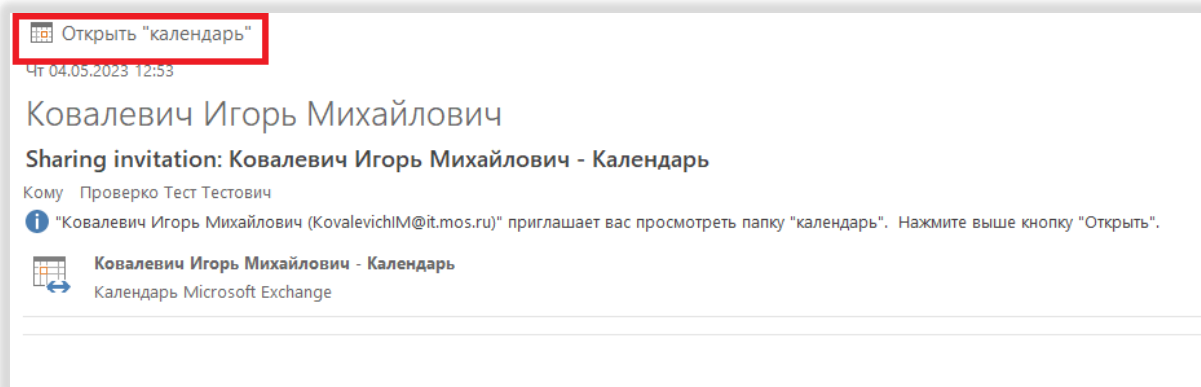 Открыть "календарь"
Чт 04.05.2023 12:53
Ковалевич Игорь Михайлович
Sharing invitation: Ковалевич Игорь Михайлович - Календарь
Кому Проверко Тест Тестович
"Ковалевич Игорь Михайлович (KovalevichIM@it.mos.ru)" приглашает вас просмотреть папку "календарь". Нажмите выше кнопку "Открыть".
Ковалевич Игорь Михайлович - Календарь
Календарь Microsoft Exchange